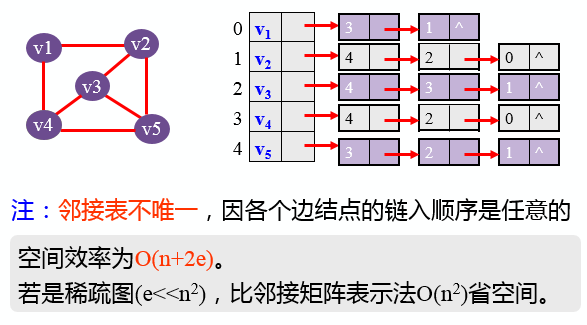 v1 v2
v3
v4 v5
0 v1 3 1 ^
1 v2 4 2 0 ^
2 v3 4 3 1 ^
3 v4 4 2 0 ^
4 v5 3 2 1 ^
注：邻接表不唯一，因各个边结点的链入顺序是任意的
空间效率为O(n+2e)。
若是稀疏图(e<<n²)，比邻接矩阵表示法O(n²)省空间。